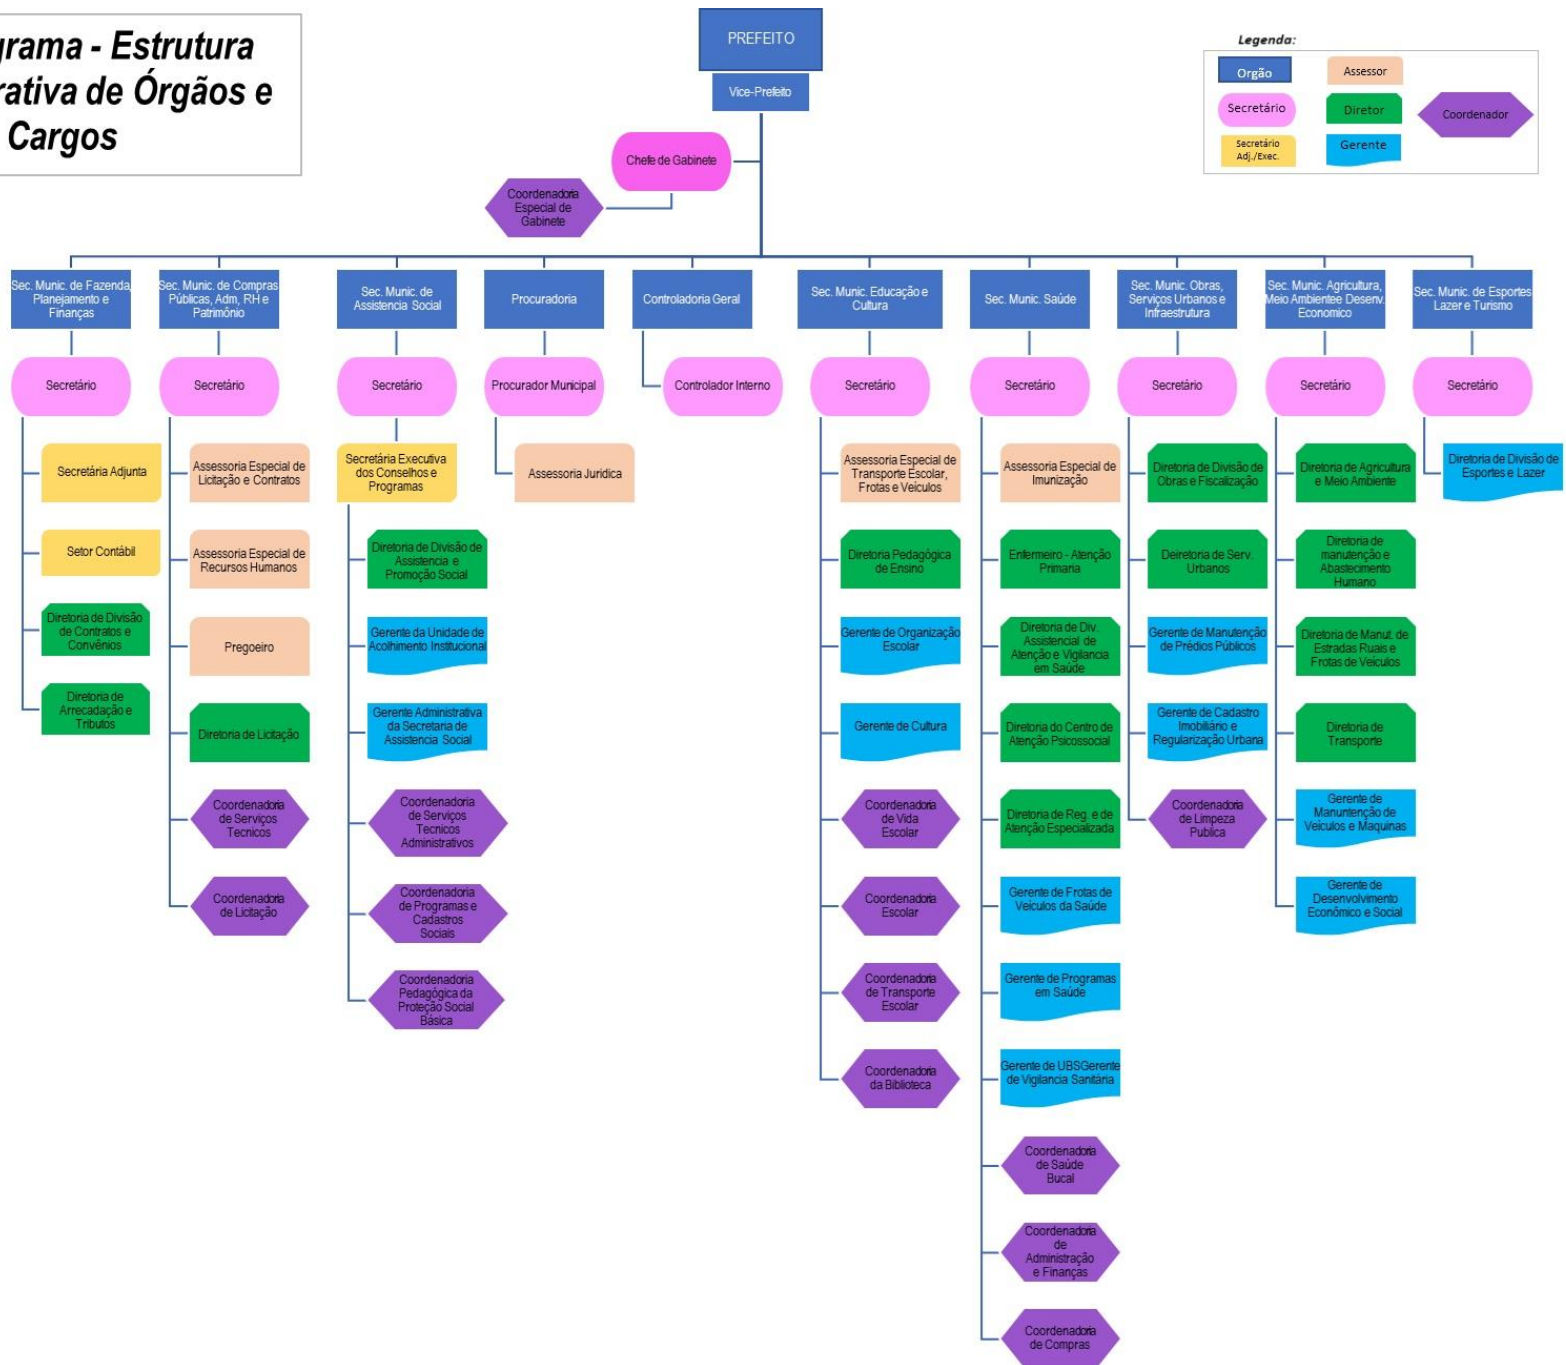 grama - Estrutura
rativa de Órgãos e
Cargos
PREFEITO
Vice-Prefeito
Legenda:
Orgão
Assessor
Secretário
Diretor
Coordenador
Secretário
Adj./Exec.
Gerente
Chefe de Gabinete
Coordenadoria
Especial de
Gabinete
Sec. Munic. de Fazenda,
Planejamento e
Finanças
Sec. Munic. de Compras
Públicas, Adm, RH e
Patrimônio
Sec. Munic. de
Assistencia Social
Procuradoria
Controladoria Geral
Sec. Munic. Educação e
Cultura
Sec. Munic. Saúde
Sec. Munic. Obras,
Serviços Urbanos e
Infraestrutura
Sec. Munic. Agricultura,
Meio Ambientee Desenv.
Economico
Sec. Munic. de Esportes
Lazer e Turismo
Secretário
Secretário
Secretário
Procurador Municipal
Controlador Interno
Secretário
Secretário
Secretário
Secretário
Secretário
Secretária Adjunta
Setor Contábil
Diretoria de Divisão
de Contratos e
Convênios
Diretoria de
Arrecadação e
Tributos
Assessoria Especial de
Licitação e Contratos
Assessoria Especial de
Recursos Humanos
Pregoeiro
Diretoria de Licitação
Coordenadoria
de Serviços
Tecnicos
Coordenadoria
de Licitação
Secretária Executiva
dos Conselhos e
Programas
Diretoria de Divisão de
Assistencia e
Promoção Social
Gerente da Unidade de
Acolhimento Institucional
Gerente Administrativa
da Secretaria de
Assistencia Social
Coordenadoria
de Serviços
Tecnicos
Administrativos
Coordenadoria
de Programas e
Cadastros
Sociais
Coordenadoria
Pedagógica da
Proteção Social
Básica
Assessoria Juridica
Assessoria Especial de
Transporte Escolar,
Frotas e Veículos
Diretoria Pedagógica
de Ensino
Gerente de Organização
Escolar
Gerente de Cultura
Coordenadoria
de Vida
Escolar
Coordenadoria
Escolar
Coordenadoria
de Transporte
Escolar
Coordenadoria
da Biblioteca
Assessoria Especial de
Imunização
Enfermeiro - Atenção
Primaria
Diretoria de Div.
Assistencial de
Atenção e Vigilancia
em Saúde
Diretoria do Centro de
Atenção Psicossocial
Diretoria de Reg. e de
Atenção Especializada
Gerente de Frotas de
Veículos da Saúde
Gerente de Programas
em Saúde
Gerente de UBSGerente
de Vigilancia Sanitária
Coordenadoria
de Saúde
Bucal
Coordenadoria
de
Administração
e Finanças
Coordenadoria
de Compras
Diretoria de Divisão de
Obras e Fiscalização
Deiretoria de Serv.
Urbanos
Gerente de Manutenção
de Prédios Públicos
Gerente de Cadastro
Imobiliário e
Regularização Urbana
Coordenadoria
de Limpeza
Publica
Diretoria de Agricultura
e Meio Ambiente
Diretoria de
manutenção e
Abastecimento
Humano
Diretoria de Manut. de
Estradas Ruais e
Frotas de Veículos
Diretoria de
Transporte
Gerente de
Manuntenção de
Veículos e Maquinas
Gerente de
Desenvolvimento
Econômico e Social
Diretoria de Divisão de
Esportes e Lazer